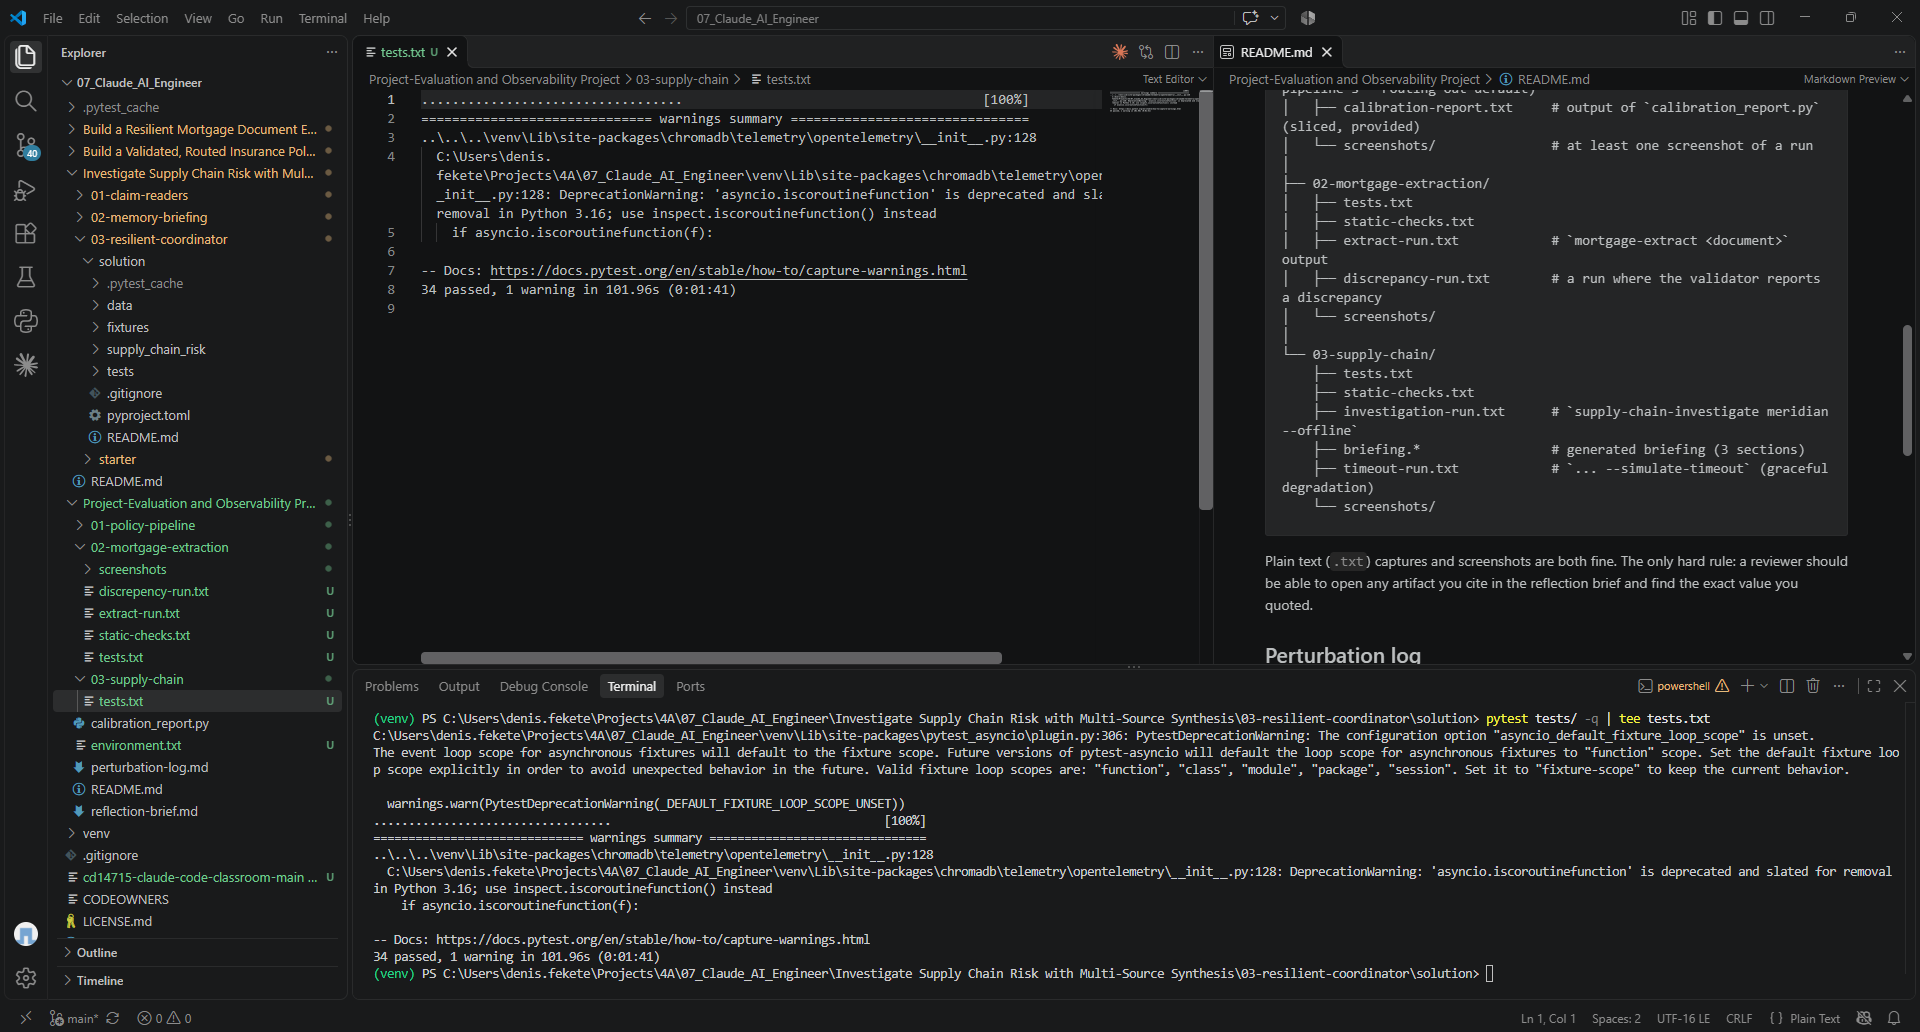 File Edit Selection View Go Run Terminal Help
07_Claude_AI_Engineer
Explorer
07_Claude_AI_Engineer
.pytest_cache
Build a Resilient Mortgage Document E...
Build a Validated, Routed Insurance Pol...
Investigate Supply Chain Risk with Mul...
01-claim-readers
02-memory-briefing
03-resilient-coordinator
solution
.pytest_cache
data
fixtures
supply_chain_risk
tests
.gitignore
pyproject.toml
README.md
starter
README.md
Project-Evaluation and Observability Pr...
01-policy-pipeline
02-mortgage-extraction
screenshots
discrepency-run.txt U
extract-run.txt U
static-checks.txt U
tests.txt U
03-supply-chain
tests.txt U
calibration_report.py
environment.txt U
perturbation-log.md
README.md
reflection-brief.md
venv
.gitignore
cd14715-claude-code-classroom-main ... U
CODEOWNERS
LICENSE.md
Outline
Timeline
40
tests.txt U
Project-Evaluation and Observability Project > 03-supply-chain > tests.txt
Text Editor
1 .................................. [100%]
2 ============================== warnings summary ===============================
3 ..\..\..\venv\Lib\site-packages\chromadb\telemetry\opentelemetry\__init__.py:128
4 C:\Users\denis.
fekete\Projects\4A\07_Claude_AI_Engineer\venv\Lib\site-packages\chromadb\telemetry\oper
_init__.py:128: DeprecationWarning: 'asyncio.iscoroutinefunction' is deprecated and sla
removal in Python 3.16; use inspect.iscoroutinefunction() instead
5 if asyncio.iscoroutinefunction(f):
6
7 -- Docs: https://docs.pytest.org/en/stable/how-to/capture-warnings.html
8 34 passed, 1 warning in 101.96s (0:01:41)
9
README.md
Project-Evaluation and Observability Project > README.md
Markdown Preview
pipeline's "routing.out default)
│ ├── calibration-report.txt # output of `calibration_report.py`
(sliced, provided)
│ └── screenshots/ # at least one screenshot of a run
│
├── 02-mortgage-extraction/
│ ├── tests.txt
│ ├── static-checks.txt
│ ├── extract-run.txt # `mortgage-extract <document>`
output
│ ├── discrepancy-run.txt # a run where the validator reports
a discrepancy
│ └── screenshots/
│
└── 03-supply-chain/
├── tests.txt
├── static-checks.txt
├── investigation-run.txt # `supply-chain-investigate meridian
--offline`
├── briefing.* # generated briefing (3 sections)
├── timeout-run.txt # `... --simulate-timeout` (graceful
degradation)
└── screenshots/
Plain text (.txt) captures and screenshots are both fine. The only hard rule: a reviewer should
be able to open any artifact you cite in the reflection brief and find the exact value you
quoted.
Perturbation log
Problems Output Debug Console Terminal Ports
powershell
(venv) PS C:\Users\denis.fekete\Projects\4A\07_Claude_AI_Engineer\Investigate Supply Chain Risk with Multi-Source Synthesis\03-resilient-coordinator\solution> pytest tests/ -q | tee tests.txt
C:\Users\denis.fekete\Projects\4A\07_Claude_AI_Engineer\venv\Lib\site-packages\pytest_asyncio\plugin.py:306: PytestDeprecationWarning: The configuration option "asyncio_default_fixture_loop_scope" is unset.
The event loop scope for asynchronous fixtures will default to the fixture scope. Future versions of pytest-asyncio will default the loop scope for asynchronous fixtures to "function" scope. Set the default fixture loo
p scope explicitly in order to avoid unexpected behavior in the future. Valid fixture loop scopes are: "function", "class", "module", "package", "session". Set it to "fixture-scope" to keep the current behavior.
warnings.warn(PytestDeprecationWarning(_DEFAULT_FIXTURE_LOOP_SCOPE_UNSET))
.................................. [100%]
============================== warnings summary ===============================
..\..\..\venv\Lib\site-packages\chromadb\telemetry\opentelemetry\__init__.py:128
C:\Users\denis.fekete\Projects\4A\07_Claude_AI_Engineer\venv\Lib\site-packages\chromadb\telemetry\opentelemetry\__init__.py:128: DeprecationWarning: 'asyncio.iscoroutinefunction' is deprecated and slated for removal
in Python 3.16; use inspect.iscoroutinefunction() instead
if asyncio.iscoroutinefunction(f):
-- Docs: https://docs.pytest.org/en/stable/how-to/capture-warnings.html
34 passed, 1 warning in 101.96s (0:01:41)
(venv) PS C:\Users\denis.fekete\Projects\4A\07_Claude_AI_Engineer\Investigate Supply Chain Risk with Multi-Source Synthesis\03-resilient-coordinator\solution>
main* 0 0
Ln 1, Col 1 Spaces: 2 UTF-16 LE CRLF { } Plain Text